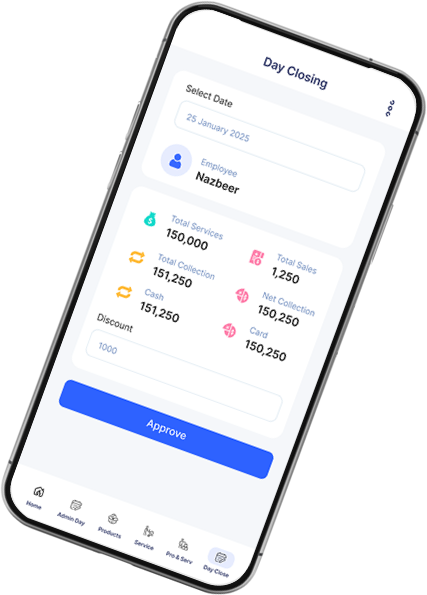 Day Closing
Select Date
25 January 2025
Employee
Nazbeer
Total Services
150,000
Total Sales
1,250
Total Collection
151,250
Net Collection
150,250
Cash
151,250
Card
150,250
Discount
1000
Approve
Home
Admin Day
Products
Service
Pro & Serv
Day Close